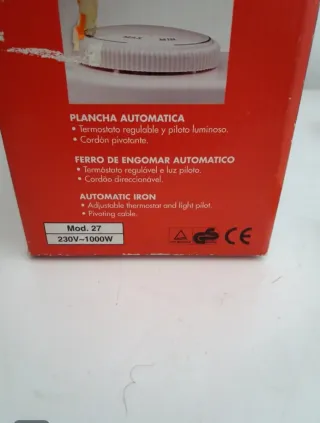 PLANCHA AUTOMATICA
• Termostato regulable y piloto luminoso.
• Cordón pivotante.
FERRO DE ENGOMAR AUTOMATICO
• Termóstato regulável e luz piloto.
• Cordão direccionável.
AUTOMATIC IRON
• Adjustable thermostat and light pilot.
• Pivoting cable.
Mod. 27
230V~1000W
CE